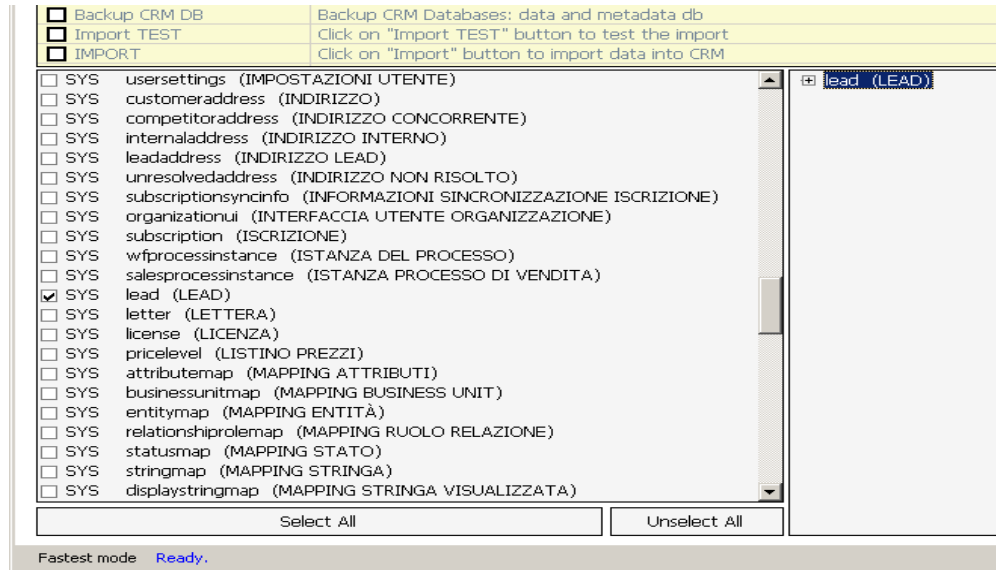 Backup CRM DB Backup CRM Databases: data and metadata db
Import TEST Click on "Import TEST" button to test the import
IMPORT Click on "Import" button to import data into CRM
SYS usersettings (IMPOSTAZIONI UTENTE)
SYS customeraddress (INDIRIZZO)
SYS competitoraddress (INDIRIZZO CONCORRENTE)
SYS internaladdress (INDIRIZZO INTERNO)
SYS leadaddress (INDIRIZZO LEAD)
SYS unresolvedaddress (INDIRIZZO NON RISOLTO)
SYS subscriptionsyncinfo (INFORMAZIONI SINCRONIZZAZIONE ISCRIZIONE)
SYS organizationui (INTERFACCIA UTENTE ORGANIZZAZIONE)
SYS subscription (ISCRIZIONE)
SYS wfprocessinstance (ISTANZA DEL PROCESSO)
SYS salesprocessinstance (ISTANZA PROCESSO DI VENDITA)
SYS lead (LEAD)
SYS letter (LETTERA)
SYS license (LICENZA)
SYS pricelevel (LISTINO PREZZI)
SYS attributemap (MAPPING ATTRIBUTI)
SYS businessunitmap (MAPPING BUSINESS UNIT)
SYS entitymap (MAPPING ENTITÀ)
SYS relationshiprolemap (MAPPING RUOLO RELAZIONE)
SYS statusmap (MAPPING STATO)
SYS stringmap (MAPPING STRINGA)
SYS displaystringmap (MAPPING STRINGA VISUALIZZATA)
lead (LEAD)
Select All Unselect All
Fastest mode Ready.